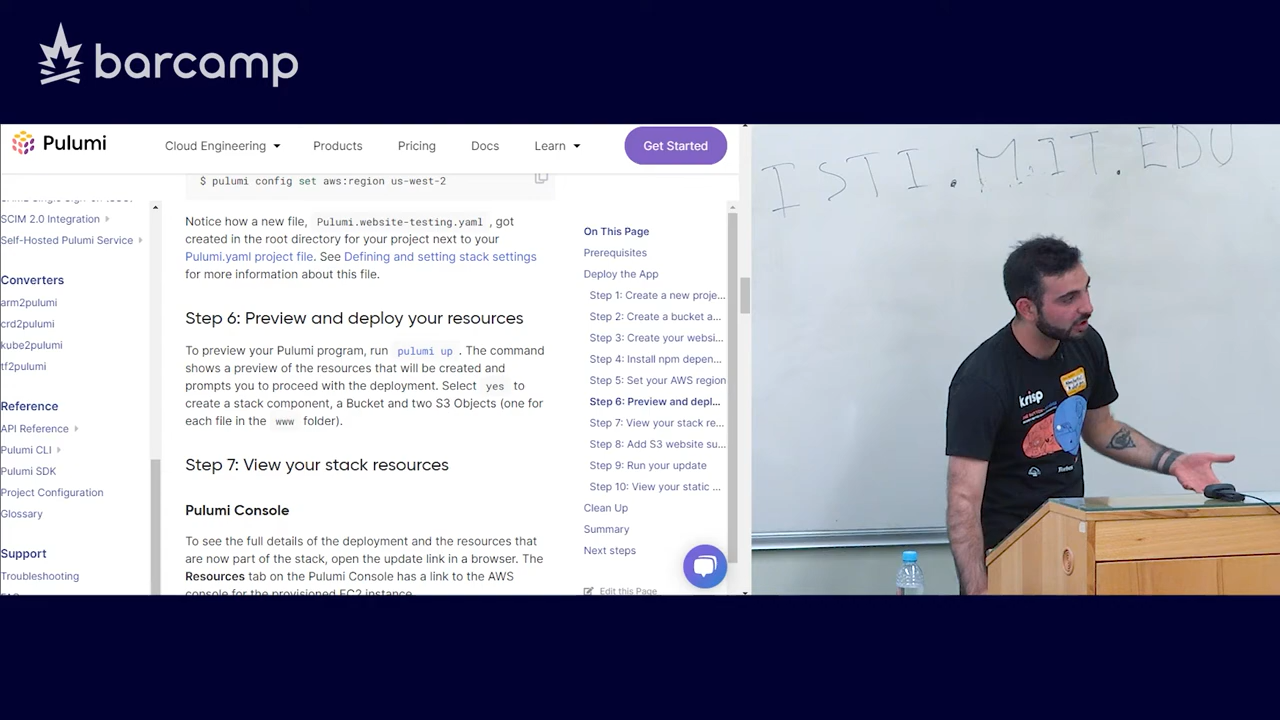 barcamp
Pulumi
Cloud Engineering
Products
Pricing
Docs
Learn
Get Started
$ pulumi config set aws:region us-west-2
SCIM 2.0 Integration
Self-Hosted Pulumi Service
Converters
arm2pulumi
crd2pulumi
kube2pulumi
tf2pulumi
Reference
API Reference
Pulumi CLI
Pulumi SDK
Project Configuration
Glossary
Support
Troubleshooting
Notice how a new file, Pulumi.website-testing.yaml , got
created in the root directory for your project next to your
Pulumi.yaml project file. See Defining and setting stack settings
for more information about this file.
Step 6: Preview and deploy your resources
To preview your Pulumi program, run pulumi up . The command
shows a preview of the resources that will be created and
prompts you to proceed with the deployment. Select yes to
create a stack component, a Bucket and two S3 Objects (one for
each file in the www folder).
Step 7: View your stack resources
Pulumi Console
To see the full details of the deployment and the resources that
are now part of the stack, open the update link in a browser. The
Resources tab on the Pulumi Console has a link to the AWS
console for the provisioned EC2 instance.
On This Page
Prerequisites
Deploy the App
Step 1: Create a new proje...
Step 2: Create a bucket a...
Step 3: Create your websi...
Step 4: Install npm depen...
Step 5: Set your AWS region
Step 6: Preview and depl...
Step 7: View your stack re...
Step 8: Add S3 website su...
Step 9: Run your update
Step 10: View your static ...
Clean Up
Summary
Next steps
Edit this Page
ISTI.MIT.EDU
krisp